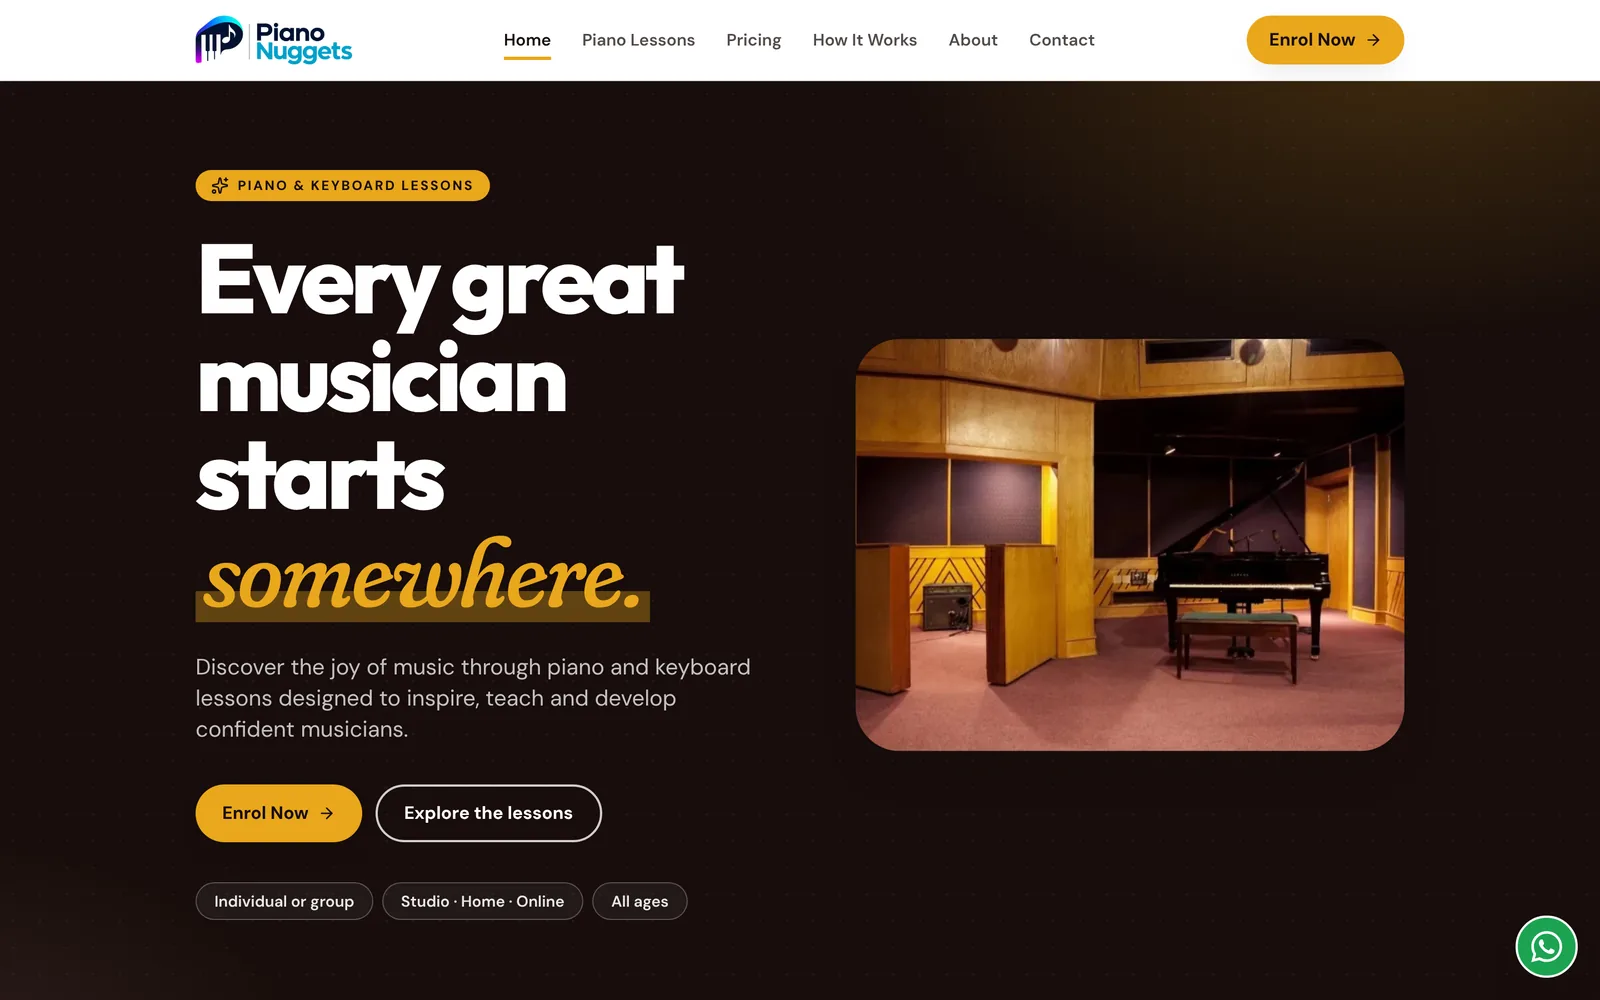 Piano
Nuggets
Home
Piano Lessons
Pricing
How It Works
About
Contact
Enrol Now
PIANO & KEYBOARD LESSONS
Every great
musician
starts
somewhere.
Discover the joy of music through piano and keyboard
lessons designed to inspire, teach and develop
confident musicians.
Enrol Now
Explore the lessons
Individual or group
Studio · Home · Online
All ages